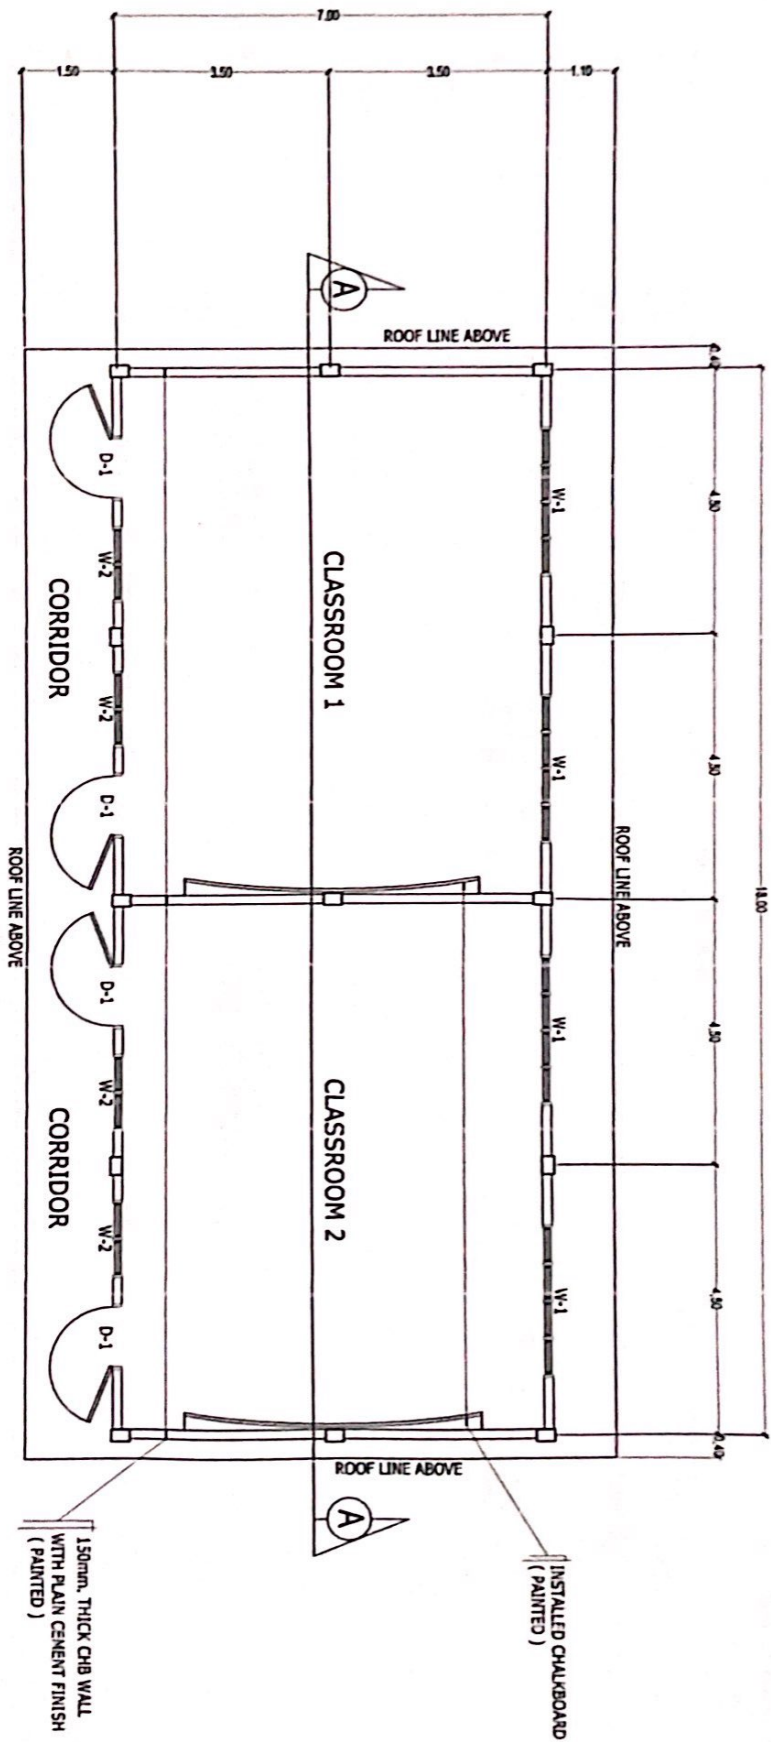 7.00
1.50
3.50
3.50
1.10
A
ROOF LINE ABOVE
0.40
18.00
D-1
W-1
4.50
W-2
CORRIDOR
CLASSROOM 1
W-2
W-1
4.50
D-1
ROOF LINE ABOVE
ROOF LINE ABOVE
D-1
W-1
4.50
W-2
CORRIDOR
CLASSROOM 2
W-2
W-1
4.50
D-1
0.40
ROOF LINE ABOVE
A
INSTALLED CHALKBOARD
( PAINTED )
150mm. THICK CHB WALL
WITH PLAIN CEMENT FINISH
( PAINTED )